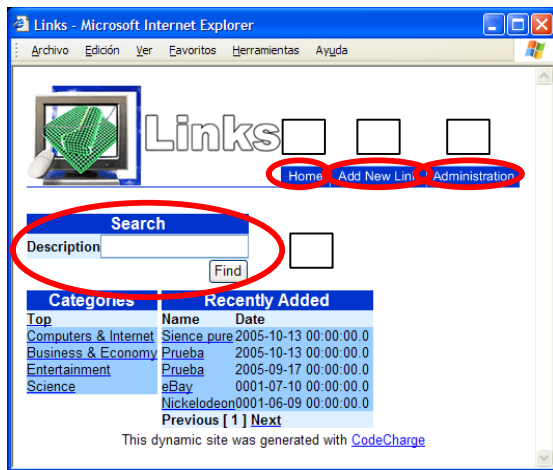 Links - Microsoft Internet Explorer
Archivo Edición Ver Favoritos Herramientas Ayuda
Links
Home Add New Link Administration
Search
Description
Find
Categories Recently Added
Top Name Date
Computers & Internet Sience pure 2005-10-13 00:00:00.0
Business & Economy Prueba 2005-10-13 00:00:00.0
Entertainment Prueba 2005-09-17 00:00:00.0
Science eBay 0001-07-10 00:00:00.0
Nickelodeon 0001-06-09 00:00:00.0
Previous [ 1 ] Next
This dynamic site was generated with CodeCharge